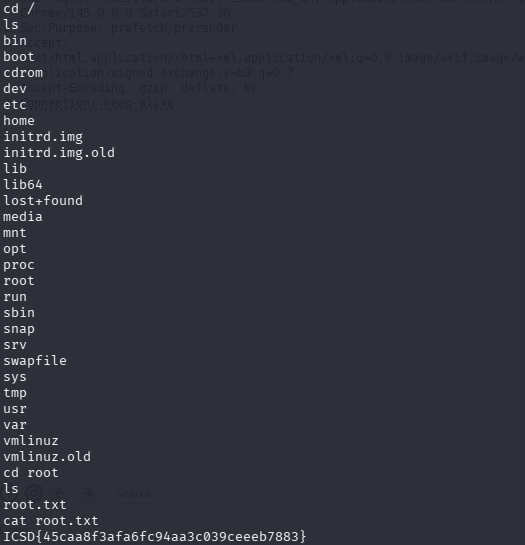 cd /
ls
bin
boot
cdrom
dev
etc
home
initrd.img
initrd.img.old
lib
lib64
lost+found
media
mnt
opt
proc
root
run
sbin
snap
srv
swapfile
sys
tmp
usr
var
vmlinuz
vmlinuz.old
cd root
Search
ls
root.txt
cat root.txt
ICSD{45caa8f3afa6fc94aa3c039ceeeb7883}